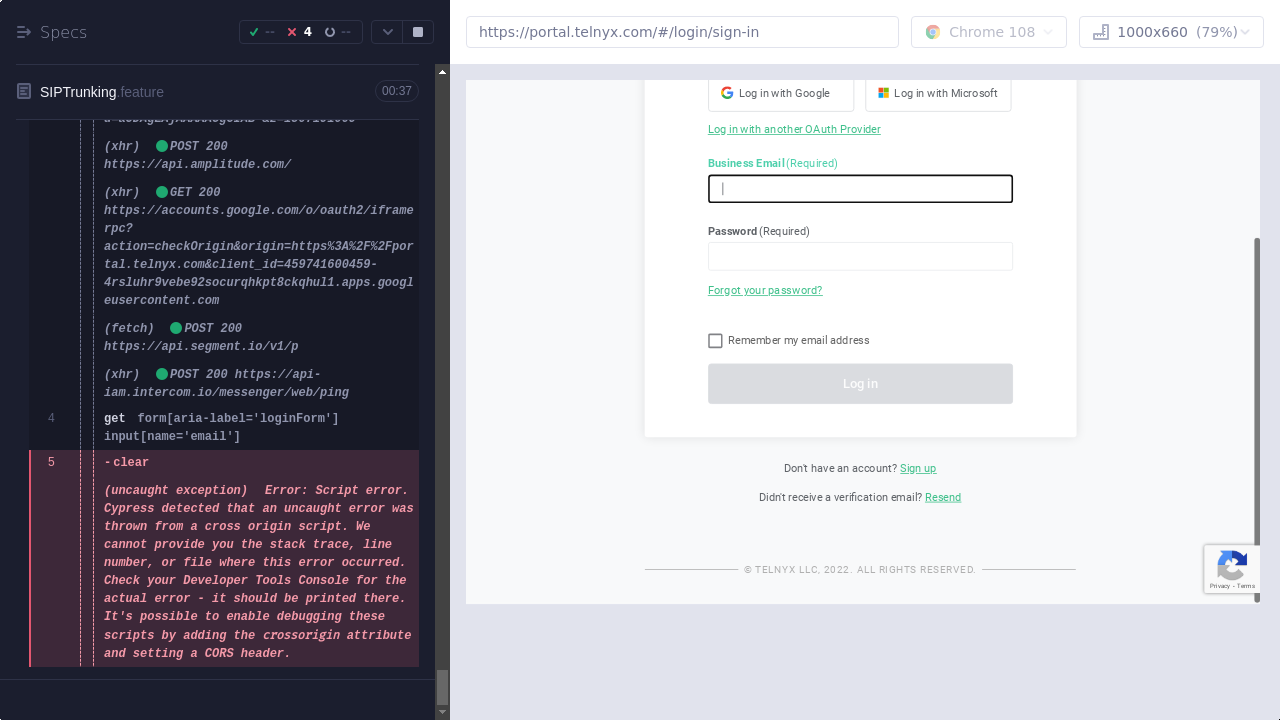 Specs
--
4
--
https://portal.telnyx.com/#/login/sign-in
Chrome 108
1000x660 (79%)
SIPTrunking.feature
00:37
(xhr) POST 200
https://api.amplitude.com/
(xhr) GET 200
https://accounts.google.com/o/oauth2/iframe
rpc?
action=checkOrigin&origin=https%3A%2F%2Fpor
tal.telnyx.com&client_id=459741600459-
4rsluhr9vebe92socurqhkpt8ckqhul1.apps.googl
eusercontent.com
(fetch) POST 200
https://api.segment.io/v1/p
(xhr) POST 200 https://api-
iam.intercom.io/messenger/web/ping
4 get form[aria-label='loginForm']
input[name='email']
5 -clear
(uncaught exception) Error: Script error.
Cypress detected that an uncaught error was
thrown from a cross origin script. We
cannot provide you the stack trace, line
number, or file where this error occurred.
Check your Developer Tools Console for the
actual error - it should be printed there.
It's possible to enable debugging these
scripts by adding the crossorigin attribute
and setting a CORS header.
Log in with Google
Log in with Microsoft
Log in with another OAuth Provider
Business Email (Required)
Password (Required)
Forgot your password?
Remember my email address
Log in
Don't have an account? Sign up
Didn't receive a verification email? Resend
© TELNYX LLC, 2022. ALL RIGHTS RESERVED.
Privacy - Terms